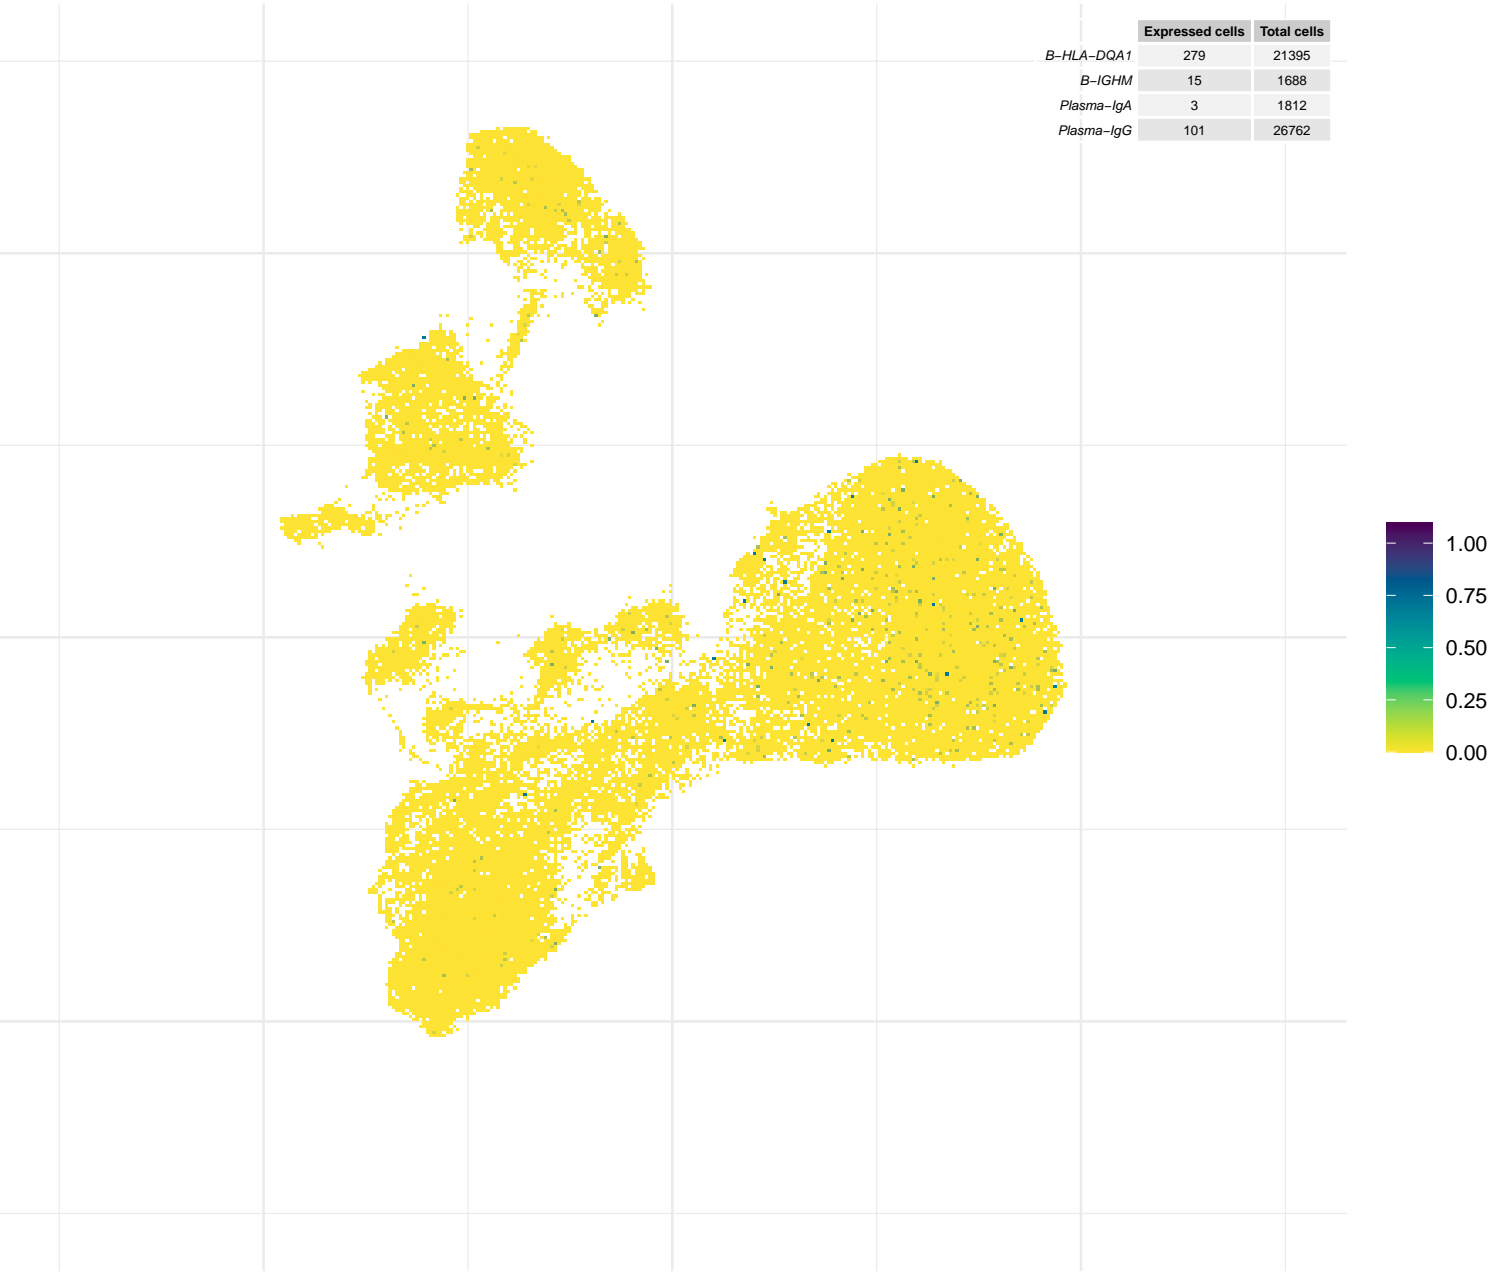 Expressed cells Total cells
B−HLA−DQA1 279 21395
B−IGHM 15 1688
Plasma−IgA 3 1812
Plasma−IgG 101 26762
1.00
0.75
0.50
0.25
0.00